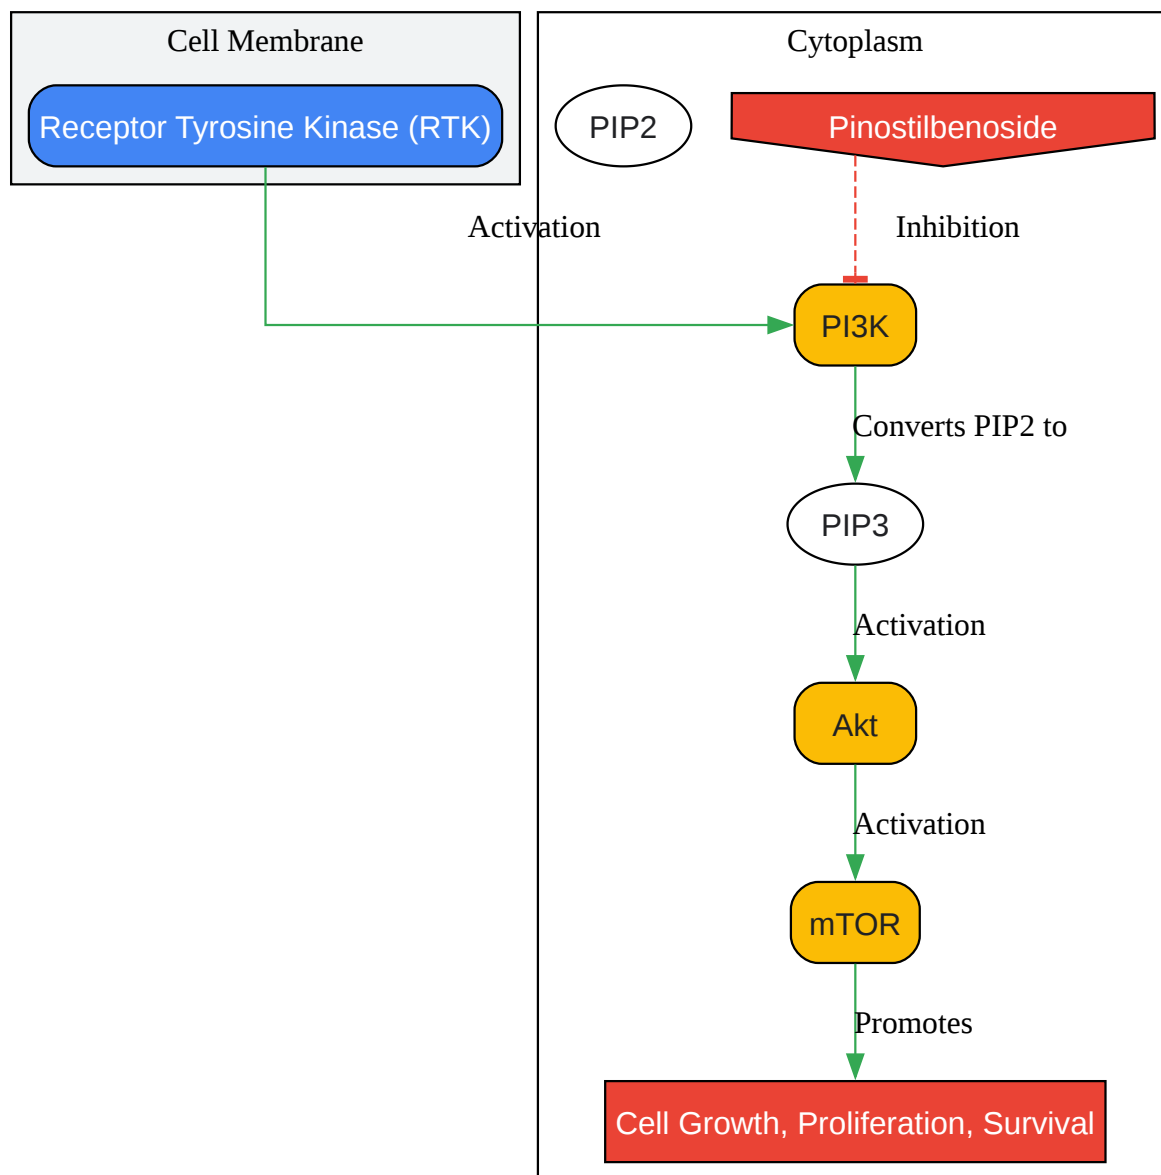 Cell Membrane
Cytoplasm
Receptor Tyrosine Kinase (RTK)
PIP2
Pinostilbenoside
Activation
Inhibition
PI3K
Converts PIP2 to
PIP3
Activation
Akt
Activation
mTOR
Promotes
Cell Growth, Proliferation, Survival